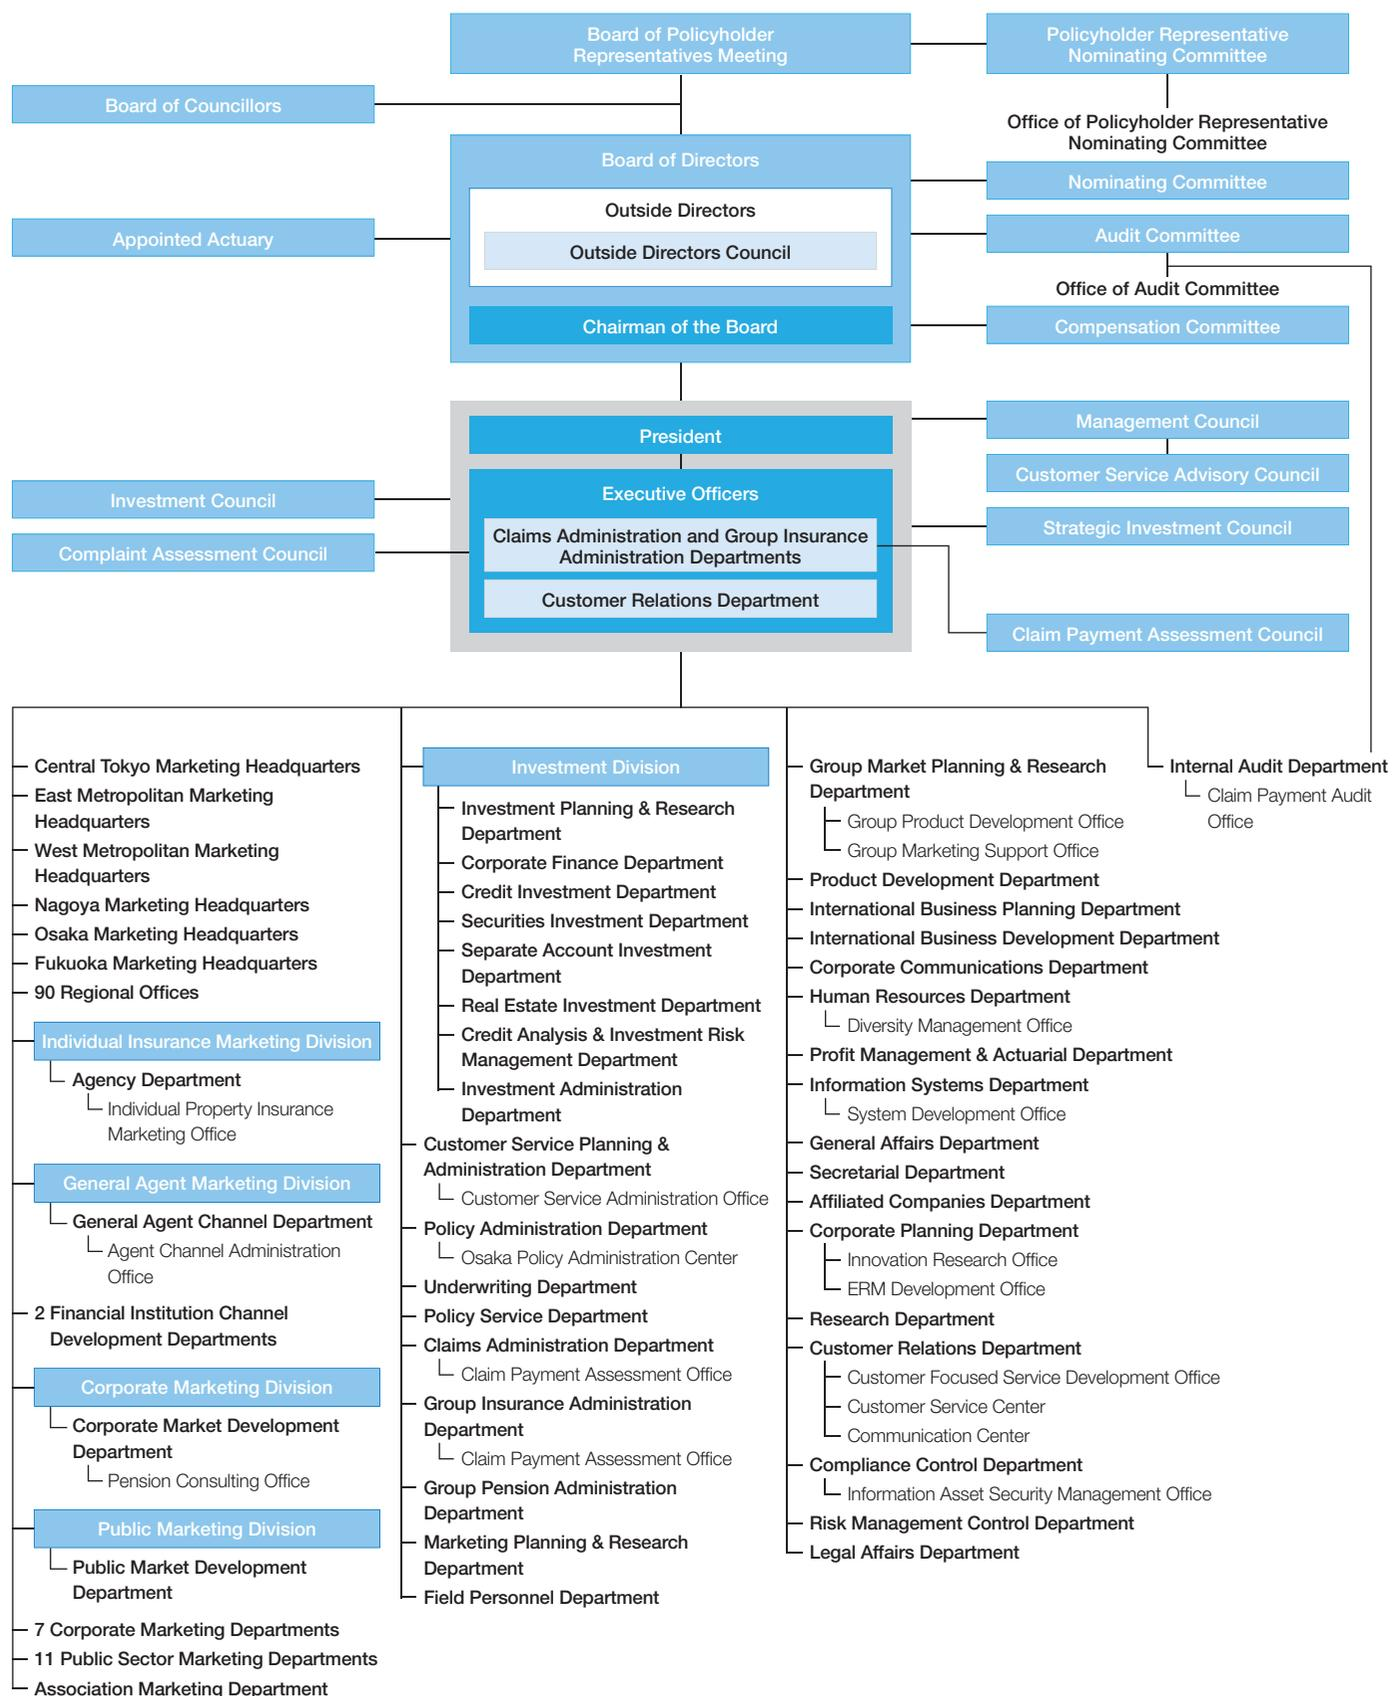 Board of Policyholder
Representatives Meeting
Policyholder Representative
Nominating Committee
Board of Councillors
Office of Policyholder Representative
Nominating Committee
Board of Directors
Nominating Committee
Outside Directors
Appointed Actuary
Audit Committee
Outside Directors Council
Office of Audit Committee
Chairman of the Board
Compensation Committee
President
Management Council
Customer Service Advisory Council
Investment Council
Executive Officers
Strategic Investment Council
Complaint Assessment Council
Claims Administration and Group Insurance
Administration Departments
Customer Relations Department
Claim Payment Assessment Council
Central Tokyo Marketing Headquarters
East Metropolitan Marketing
Headquarters
West Metropolitan Marketing
Headquarters
Nagoya Marketing Headquarters
Osaka Marketing Headquarters
Fukuoka Marketing Headquarters
90 Regional Offices
Individual Insurance Marketing Division
Agency Department
Individual Property Insurance
Marketing Office
General Agent Marketing Division
General Agent Channel Department
Agent Channel Administration
Office
2 Financial Institution Channel
Development Departments
Corporate Marketing Division
Corporate Market Development
Department
Pension Consulting Office
Public Marketing Division
Public Market Development
Department
7 Corporate Marketing Departments
11 Public Sector Marketing Departments
Association Marketing Department
Investment Division
Investment Planning & Research
Department
Corporate Finance Department
Credit Investment Department
Securities Investment Department
Separate Account Investment
Department
Real Estate Investment Department
Credit Analysis & Investment Risk
Management Department
Investment Administration
Department
Customer Service Planning &
Administration Department
Customer Service Administration Office
Policy Administration Department
Osaka Policy Administration Center
Underwriting Department
Policy Service Department
Claims Administration Department
Claim Payment Assessment Office
Group Insurance Administration
Department
Claim Payment Assessment Office
Group Pension Administration
Department
Marketing Planning & Research
Department
Field Personnel Department
Group Market Planning & Research
Department
Group Product Development Office
Group Marketing Support Office
Product Development Department
International Business Planning Department
International Business Development Department
Corporate Communications Department
Human Resources Department
Diversity Management Office
Profit Management & Actuarial Department
Information Systems Department
System Development Office
General Affairs Department
Secretarial Department
Affiliated Companies Department
Corporate Planning Department
Innovation Research Office
ERM Development Office
Research Department
Customer Relations Department
Customer Focused Service Development Office
Customer Service Center
Communication Center
Compliance Control Department
Information Asset Security Management Office
Risk Management Control Department
Legal Affairs Department
Internal Audit Department
Claim Payment Audit
Office